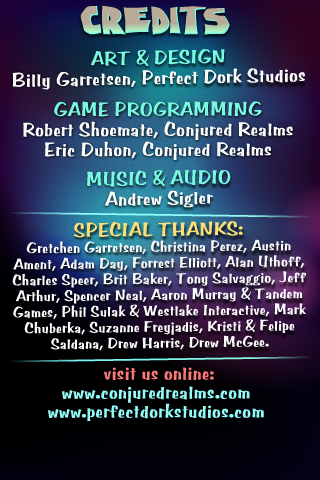 CREDITS
ART & DESIGN
Billy Garretsen, Perfect Dork Studios
GAME PROGRAMMING
Robert Shoemate, Conjured Realms
Eric Duhon, Conjured Realms
MUSIC & AUDIO
Andrew Sigler
SPECIAL THANKS:
Gretchen Garretsen, Christina Perez, Austin
Ament, Adam Day, Forrest Elliott, Alan Uthoff,
Charles Speer, Brit Baker, Tony Salvaggio, Jeff
Arthur, Spencer Neal, Aaron Murray & Tandem
Games, Phil Sulak & Westlake Interactive, Mark
Chuberka, Suzanne Freyjadis, Kristi & Felipe
Saldana, Drew Harris, Drew McGee.
visit us online:
www.conjuredrealms.com
www.perfectdorkstudios.com